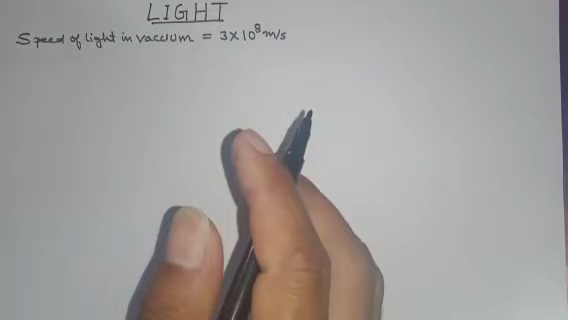 LIGHT
Speed of light in vaccum = 3×10⁸ m/s